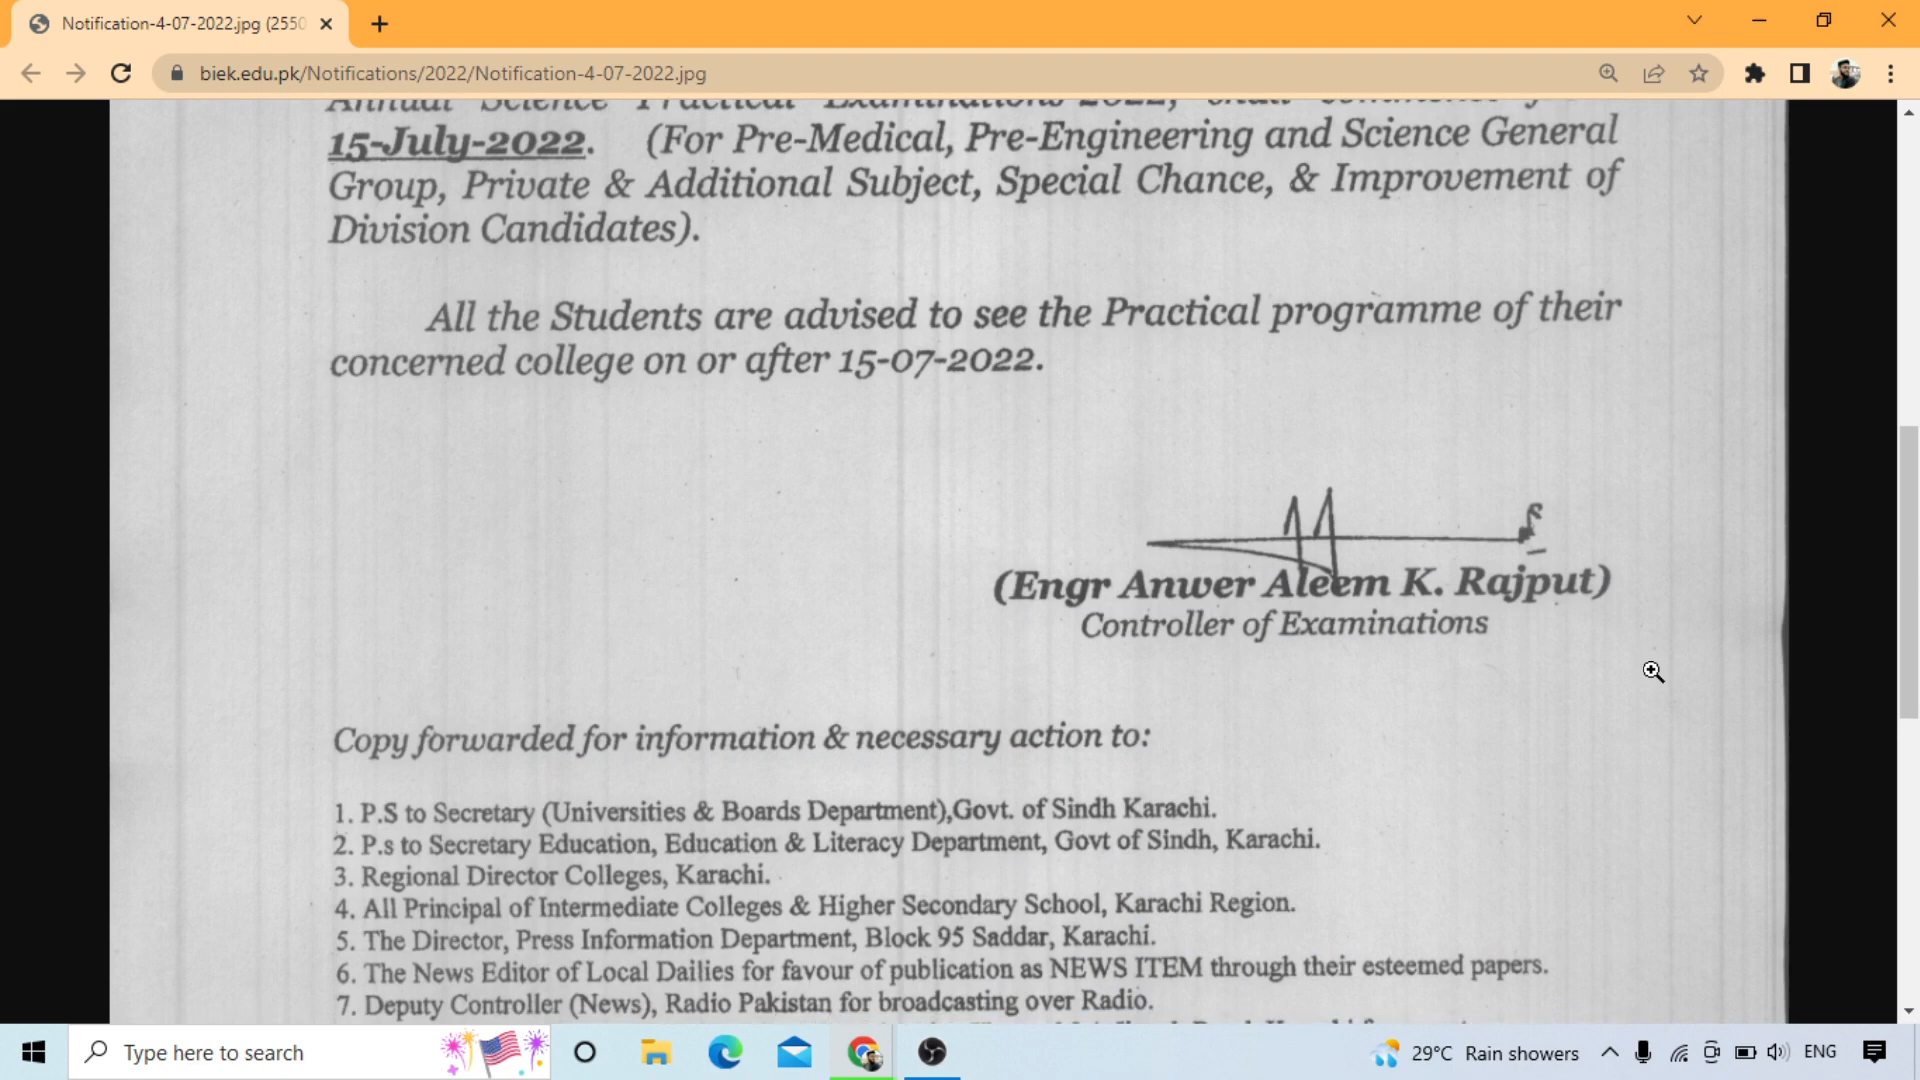 Notification-4-07-2022.jpg (2550
biek.edu.pk/Notifications/2022/Notification-4-07-2022.jpg
Annual Science Practical Examinations 2022, shall
15-July-2022. (For Pre-Medical, Pre-Engineering and Science General
Group, Private & Additional Subject, Special Chance, & Improvement of
Division Candidates).
All the Students are advised to see the Practical programme of their
concerned college on or after 15-07-2022.
(Engr Anwer Aleem K. Rajput)
Controller of Examinations
Copy forwarded for information & necessary action to:
1. P.S to Secretary (Universities & Boards Department),Govt. of Sindh Karachi.
2. P.s to Secretary Education, Education & Literacy Department, Govt of Sindh, Karachi.
3. Regional Director Colleges, Karachi.
4. All Principal of Intermediate Colleges & Higher Secondary School, Karachi Region.
5. The Director, Press Information Department, Block 95 Saddar, Karachi.
6. The News Editor of Local Dailies for favour of publication as NEWS ITEM through their esteemed papers.
7. Deputy Controller (News), Radio Pakistan for broadcasting over Radio.
Type here to search
29°C Rain showers
ENG